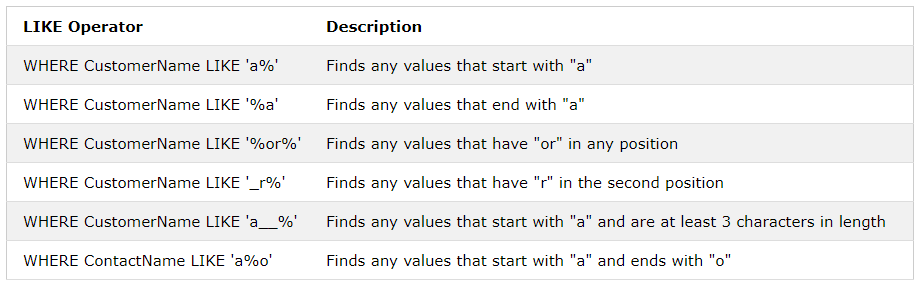 LIKE Operator Description
WHERE CustomerName LIKE 'a%' Finds any values that start with "a"
WHERE CustomerName LIKE '%a' Finds any values that end with "a"
WHERE CustomerName LIKE '%or%' Finds any values that have "or" in any position
WHERE CustomerName LIKE '_r%' Finds any values that have "r" in the second position
WHERE CustomerName LIKE 'a__%' Finds any values that start with "a" and are at least 3 characters in length
WHERE ContactName LIKE 'a%o' Finds any values that start with "a" and ends with "o"